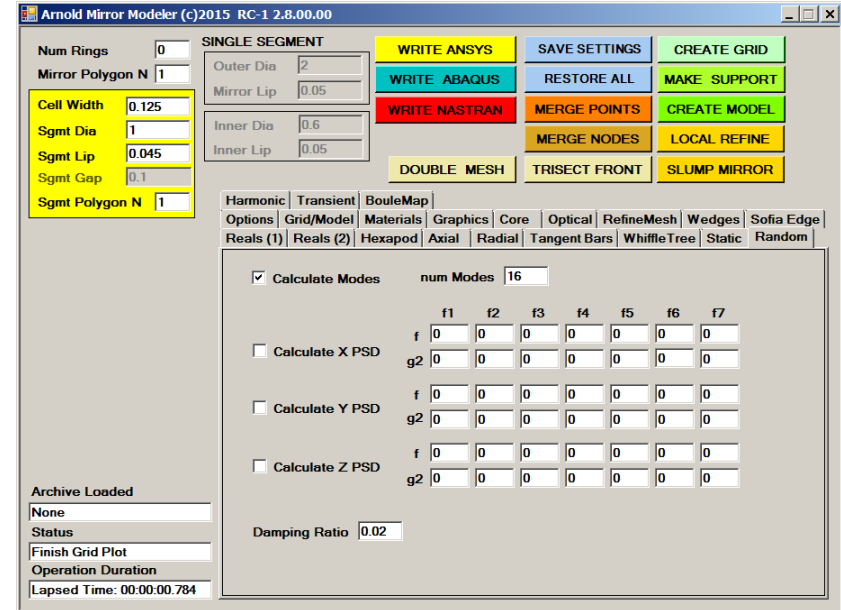 Arnold Mirror Modeler (c)2015 RC-1 2.8.00.00
Num Rings 0
Mirror Polygon N 1
Cell Width 0.125
Sgmt Dia 1
Sgmt Lip 0.045
Sgmt Gap 0.1
Sgmt Polygon N 1
SINGLE SEGMENT
Outer Dia 2
Mirror Lip 0.05
Inner Dia 0.6
Inner Lip 0.05
WRITE ANSYS SAVE SETTINGS CREATE GRID
WRITE ABAQUS RESTORE ALL MAKE SUPPORT
WRITE NASTRAN MERGE POINTS CREATE MODEL
MERGE NODES LOCAL REFINE
DOUBLE MESH TRISECT FRONT SLUMP MIRROR
Harmonic Transient BouleMap
Options Grid/Model Materials Graphics Core Optical RefineMesh Wedges Sofia Edge
Reals (1) Reals (2) Hexapod Axial Radial Tangent Bars WhiffleTree Static Random
Calculate Modes num Modes 16
f1 f2 f3 f4 f5 f6 f7
f 0 0 0 0 0 0 0
Calculate X PSD
g2 0 0 0 0 0 0 0
f 0 0 0 0 0 0 0
Calculate Y PSD
g2 0 0 0 0 0 0 0
f 0 0 0 0 0 0 0
Calculate Z PSD
g2 0 0 0 0 0 0 0
Damping Ratio 0.02
Archive Loaded
None
Status
Finish Grid Plot
Operation Duration
Lapsed Time: 00:00:00.784